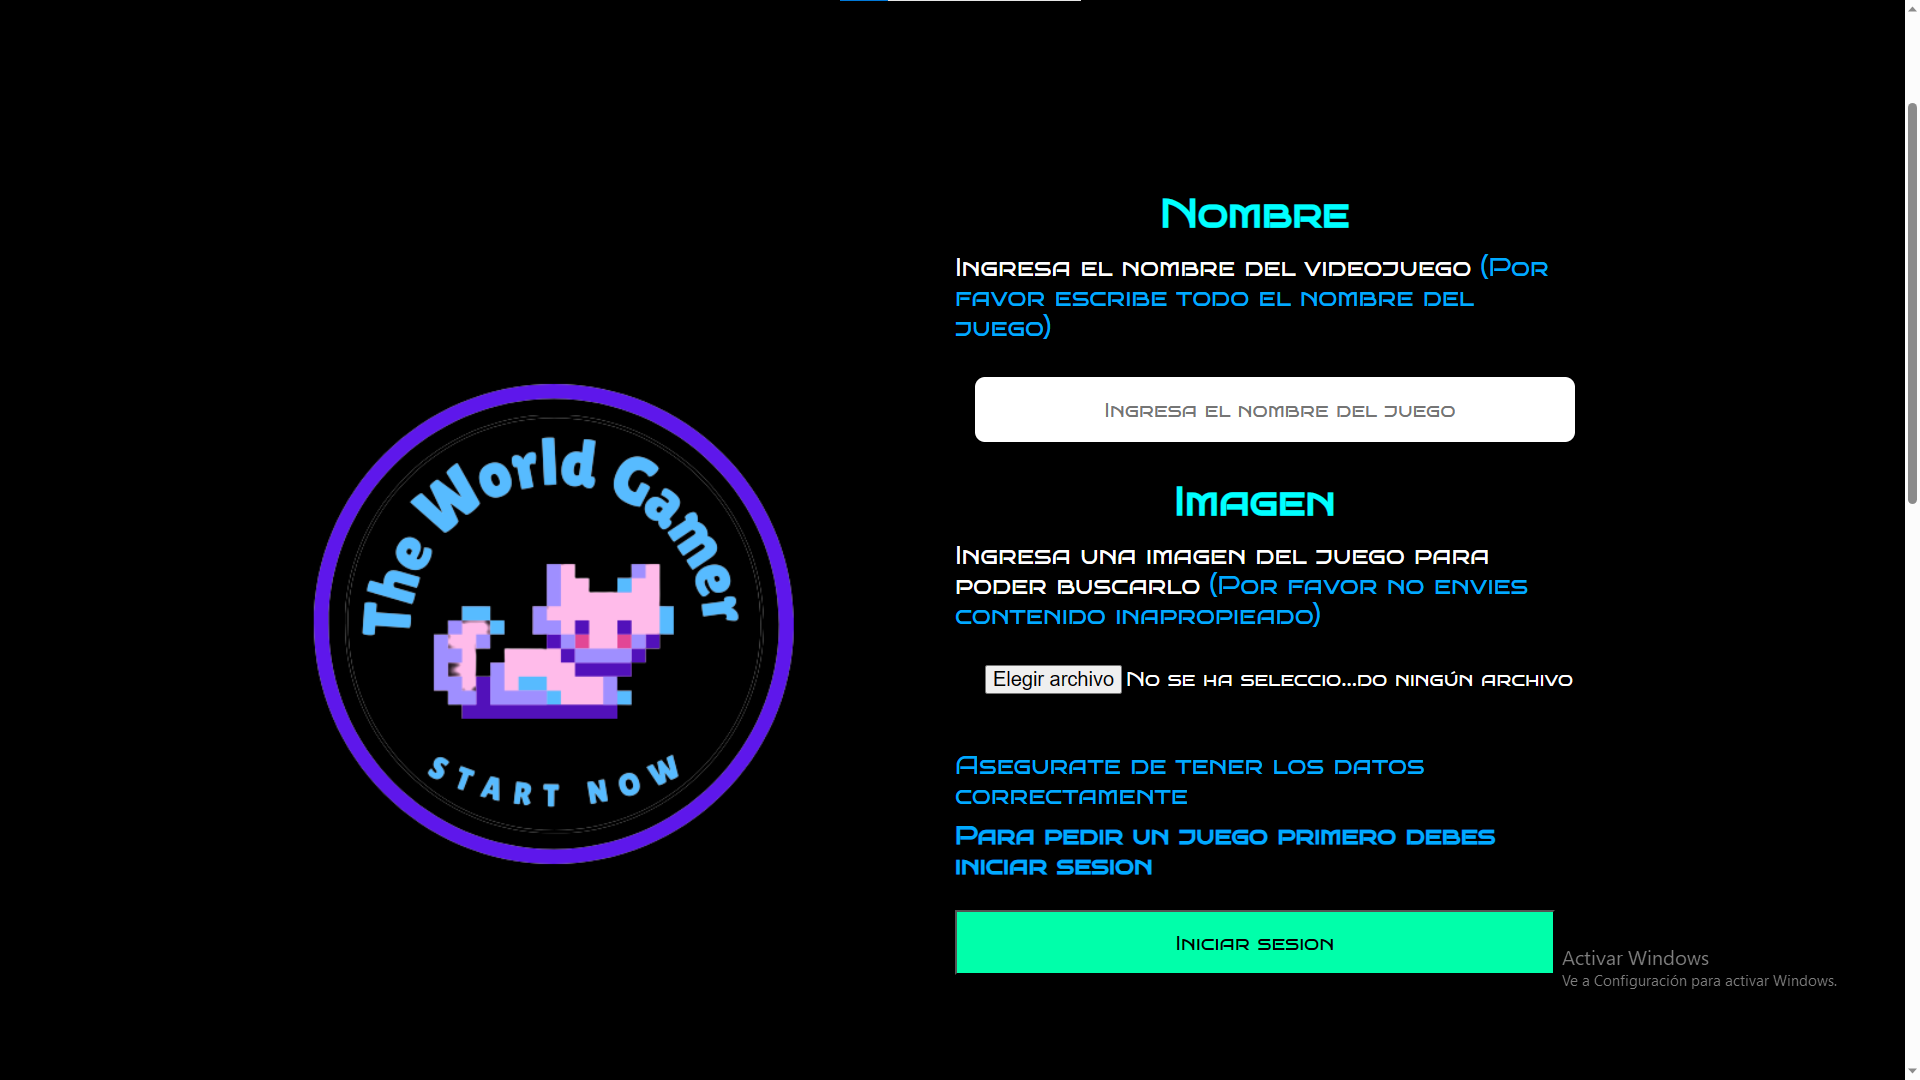 The World Gamer
START NOW
Nombre
Ingresa el nombre del videojuego (Por
favor escribe todo el nombre del
juego)
Ingresa el nombre del juego
Imagen
Ingresa una imagen del juego para
poder buscarlo (Por favor no envies
contenido inapropieado)
Elegir archivo No se ha seleccio...do ningún archivo
Asegurate de tener los datos
correctamente
Para pedir un juego primero debes
iniciar sesion
Iniciar sesion
Activar Windows
Ve a Configuración para activar Windows.